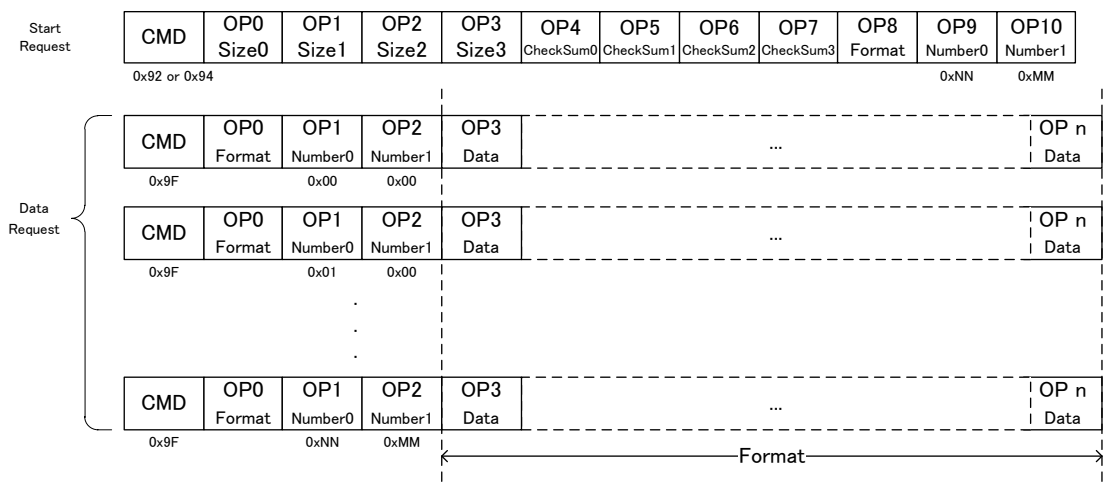 Start
Request
CMD OP0 OP1 OP2 OP3 OP4 OP5 OP6 OP7 OP8 OP9 OP10
Size0 Size1 Size2 Size3 CheckSum0 CheckSum1 CheckSum2 CheckSum3 Format Number0 Number1
0x92 or 0x94 0xNN 0xMM
CMD OP0 OP1 OP2 OP3 ... OP n
Format Number0 Number1 Data Data
0x9F 0x00 0x00
Data
Request
CMD OP0 OP1 OP2 OP3 ... OP n
Format Number0 Number1 Data Data
0x9F 0x01 0x00
.
.
.
CMD OP0 OP1 OP2 OP3 ... OP n
Format Number0 Number1 Data Data
0x9F 0xNN 0xMM
Format